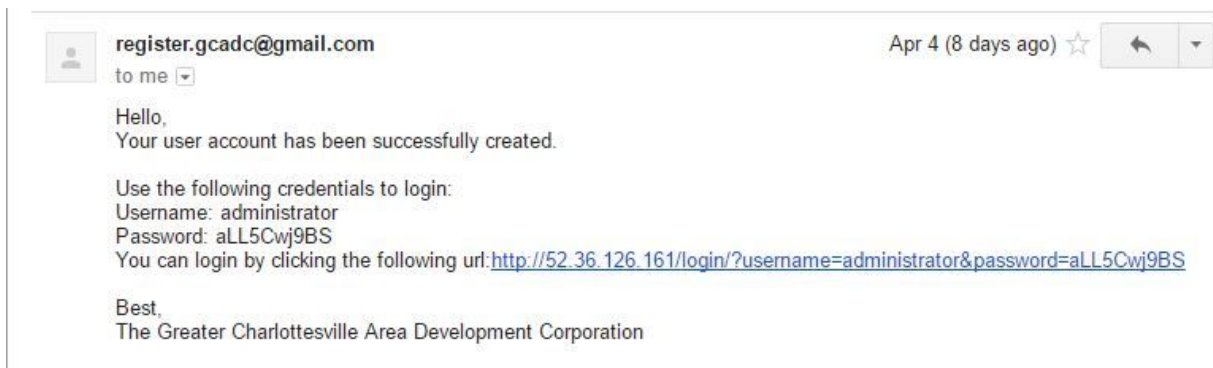 register.gcadc@gmail.com
Apr 4 (8 days ago)
to me
Hello,
Your user account has been successfully created.
Use the following credentials to login:
Username: administrator
Password: aLL5Cwj9BS
You can login by clicking the following url:http://52.36.126.161/login/?username=administrator&password=aLL5Cwj9BS
Best,
The Greater Charlottesville Area Development Corporation